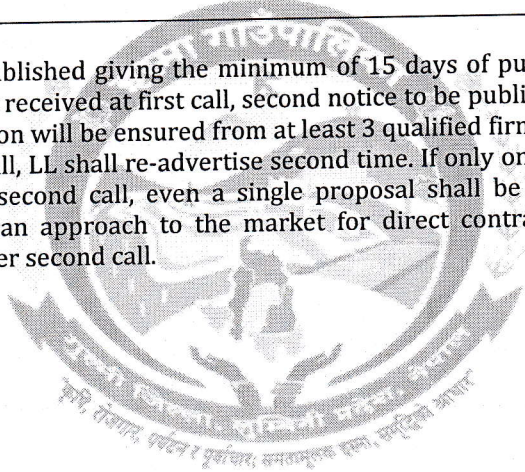 गाउँपालिका
blished giving the minimum of 15 days of pu
received at first call, second notice to be publi
on will be ensured from at least 3 qualified firm
ll, LL shall re-advertise second time. If only on
second call, even a single proposal shall be
an approach to the market for direct contra
er second call.
जिल्ला, लुम्बिनी प्रदेश, नेपाल
"कृषि, रोजगार, पर्यटन र पूर्वाधार; समतामूलक समृद्धिको आधार"